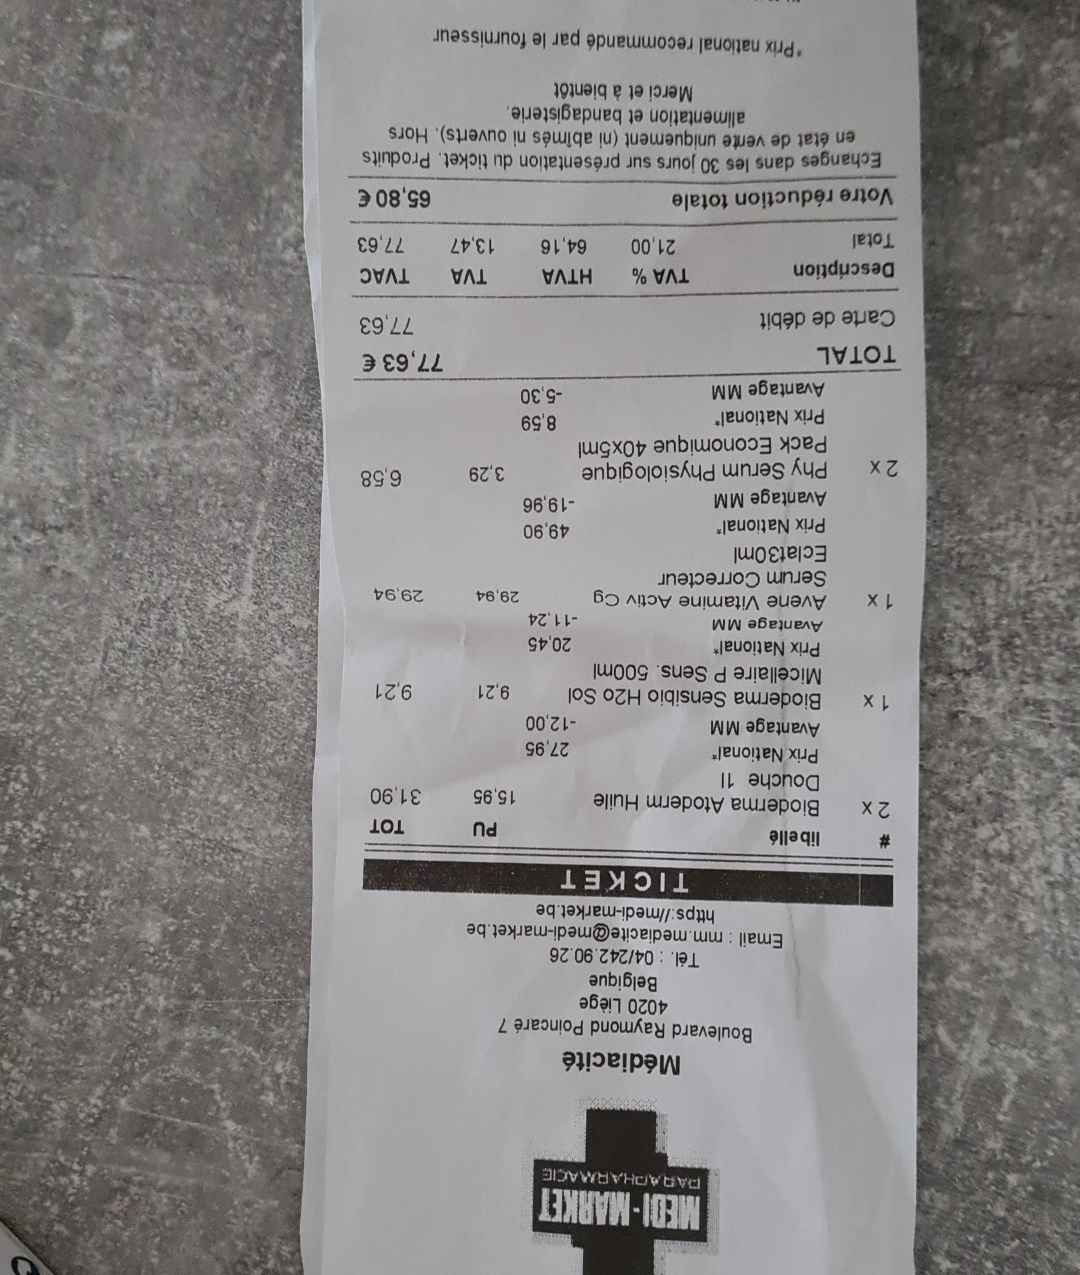 MEDI-MARKET
PARAPHARMACIE
Médiacité
Boulevard Raymond Poincaré 7
4020 Liège
Belgique
Tél. : 04/242.90.26
Email : mm.mediacite@medi-market.be
https://medi-market.be
TICKET
# libellé PU TOT
2 x Bioderma Atoderm Huile 15,95 31,90
Douche 1l
Prix National* 27,95
Avantage MM -12,00
1 x Bioderma Sensibio H2o Sol 9,21 9,21
Micellaire P Sens. 500ml
Prix National* 20,45
Avantage MM -11,24
1 x Avene Vitamine Activ Cg 29,94 29,94
Serum Correcteur
Eclat30ml
Prix National* 49,90
Avantage MM -19,96
2 x Phy Serum Physiologique 3,29 6,58
Pack Economique 40x5ml
Prix National* 8,59
Avantage MM -5,30
TOTAL 77,63 €
Carte de débit 77,63
Description TVA % HTVA TVA TVAC
Total 21,00 64,16 13,47 77,63
Votre réduction totale 65,80 €
Echanges dans les 30 jours sur présentation du ticket. Produits
en état de vente uniquement (ni abîmés ni ouverts). Hors
alimentation et bandagisterie.
Merci et à bientôt
*Prix national recommandé par le fournisseur